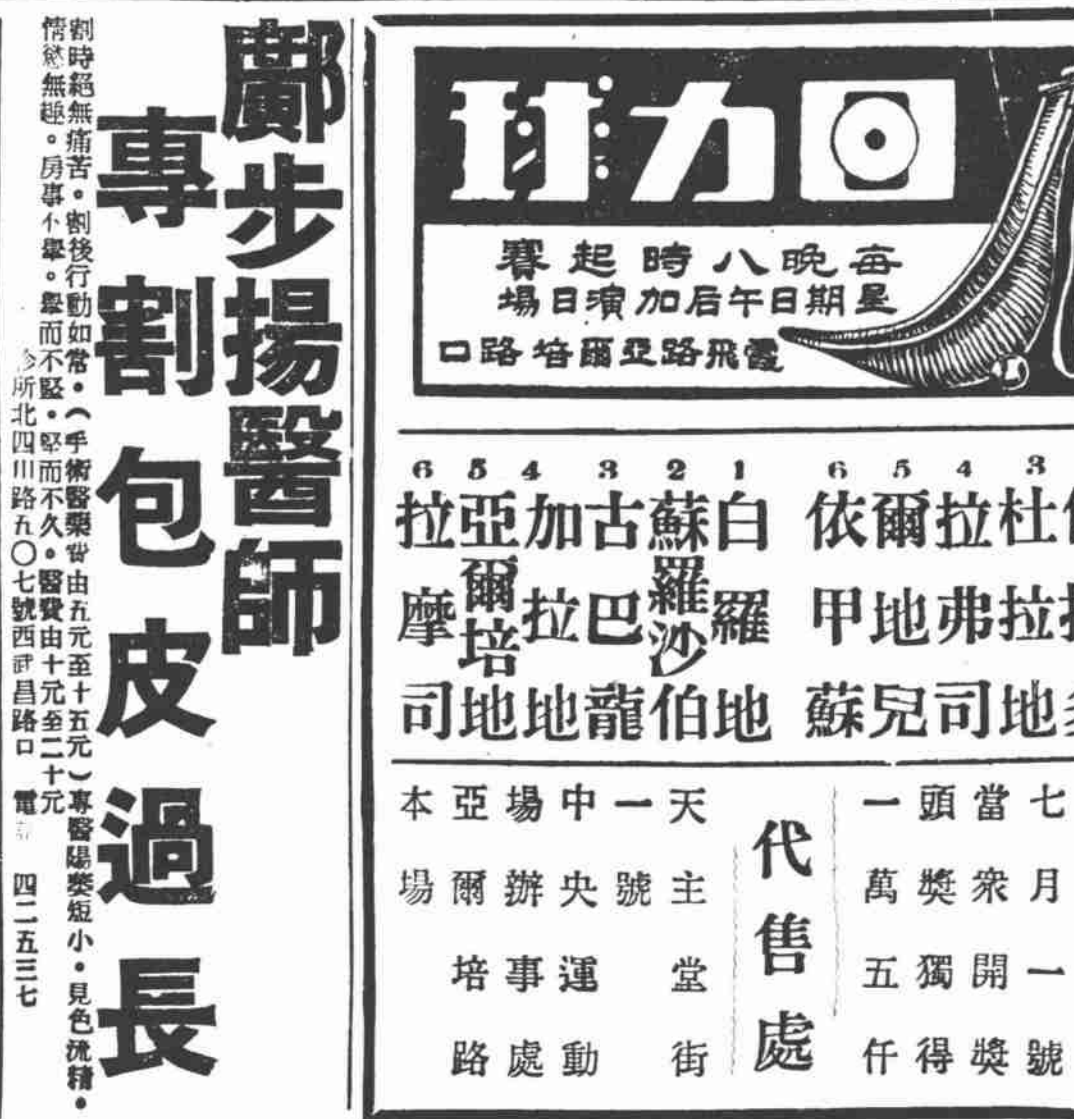 回力球
每晚八時起賽
星期日午后加演日場
霞飛路亞爾培路口
3 杜拉地
4 拉弗司
5 爾地兒
6 依甲蘇
1 白羅地
2 蘇羅沙伯
3 古巴龍
4 加拉地
5 亞爾培地
6 拉摩司
七月一號
當衆開獎
頭獎獨得
一萬五仟
代售處
天主堂街
一號
中央運動
場辦事處
亞爾培路
本場
鄺步揚醫師
專割包皮過長
割時絕無痛苦。割後行動如常。(手術醫藥費由五元至十五元)專醫陽萎短小。見色流精。
情慾無趣。房事不舉。舉而不堅。堅而不久。醫費由十元至二十元
診所北四川路五〇七號西武昌路口 電 四二五三七